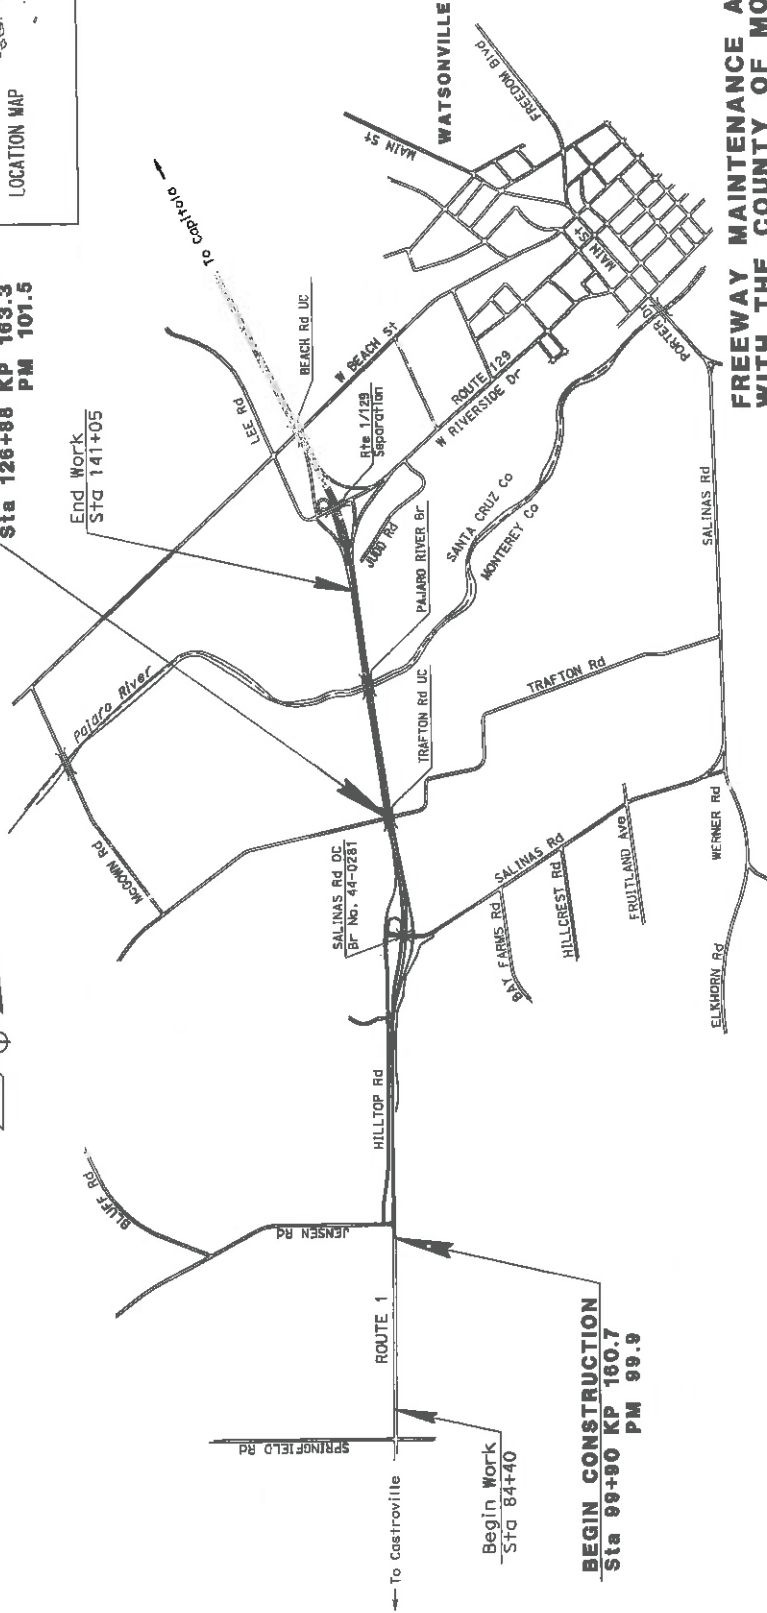 LOCATION MAP
Sta 126+88 KP 163.3
PM 101.5
End Work
Sta 141+05
To Capitola
LEE Rd
BEACH Rd UC
W BEACH St
MAIN St
WATSONVILLE
FREEDOM Blvd
Rte 1/129
Separation
ROUTE 129
W RIVERSIDE Dr
MAIN St
PORTER Dr
JUDD Rd
PAJARO RIVER Br
SANTA CRUZ Co
MONTEREY Co
SALINAS Rd
Pajaro River
TRAFTON Rd UC
TRAFTON Rd
McGOWN Rd
SALINAS Rd OC
Br No. 44-0281
SALINAS Rd
BAY FARMS Rd
HILLCREST Rd
FRUITLAND Ave
WERNER Rd
ELKHORN Rd
HILLTOP Rd
BLUFF Rd
JENSEN Rd
ROUTE 1
SPRINGFIELD Rd
To Castroville
Begin Work
Sta 84+40
BEGIN CONSTRUCTION
Sta 99+90 KP 160.7
PM 99.9
FREEWAY MAINTENANCE A
WITH THE COUNTY OF MO